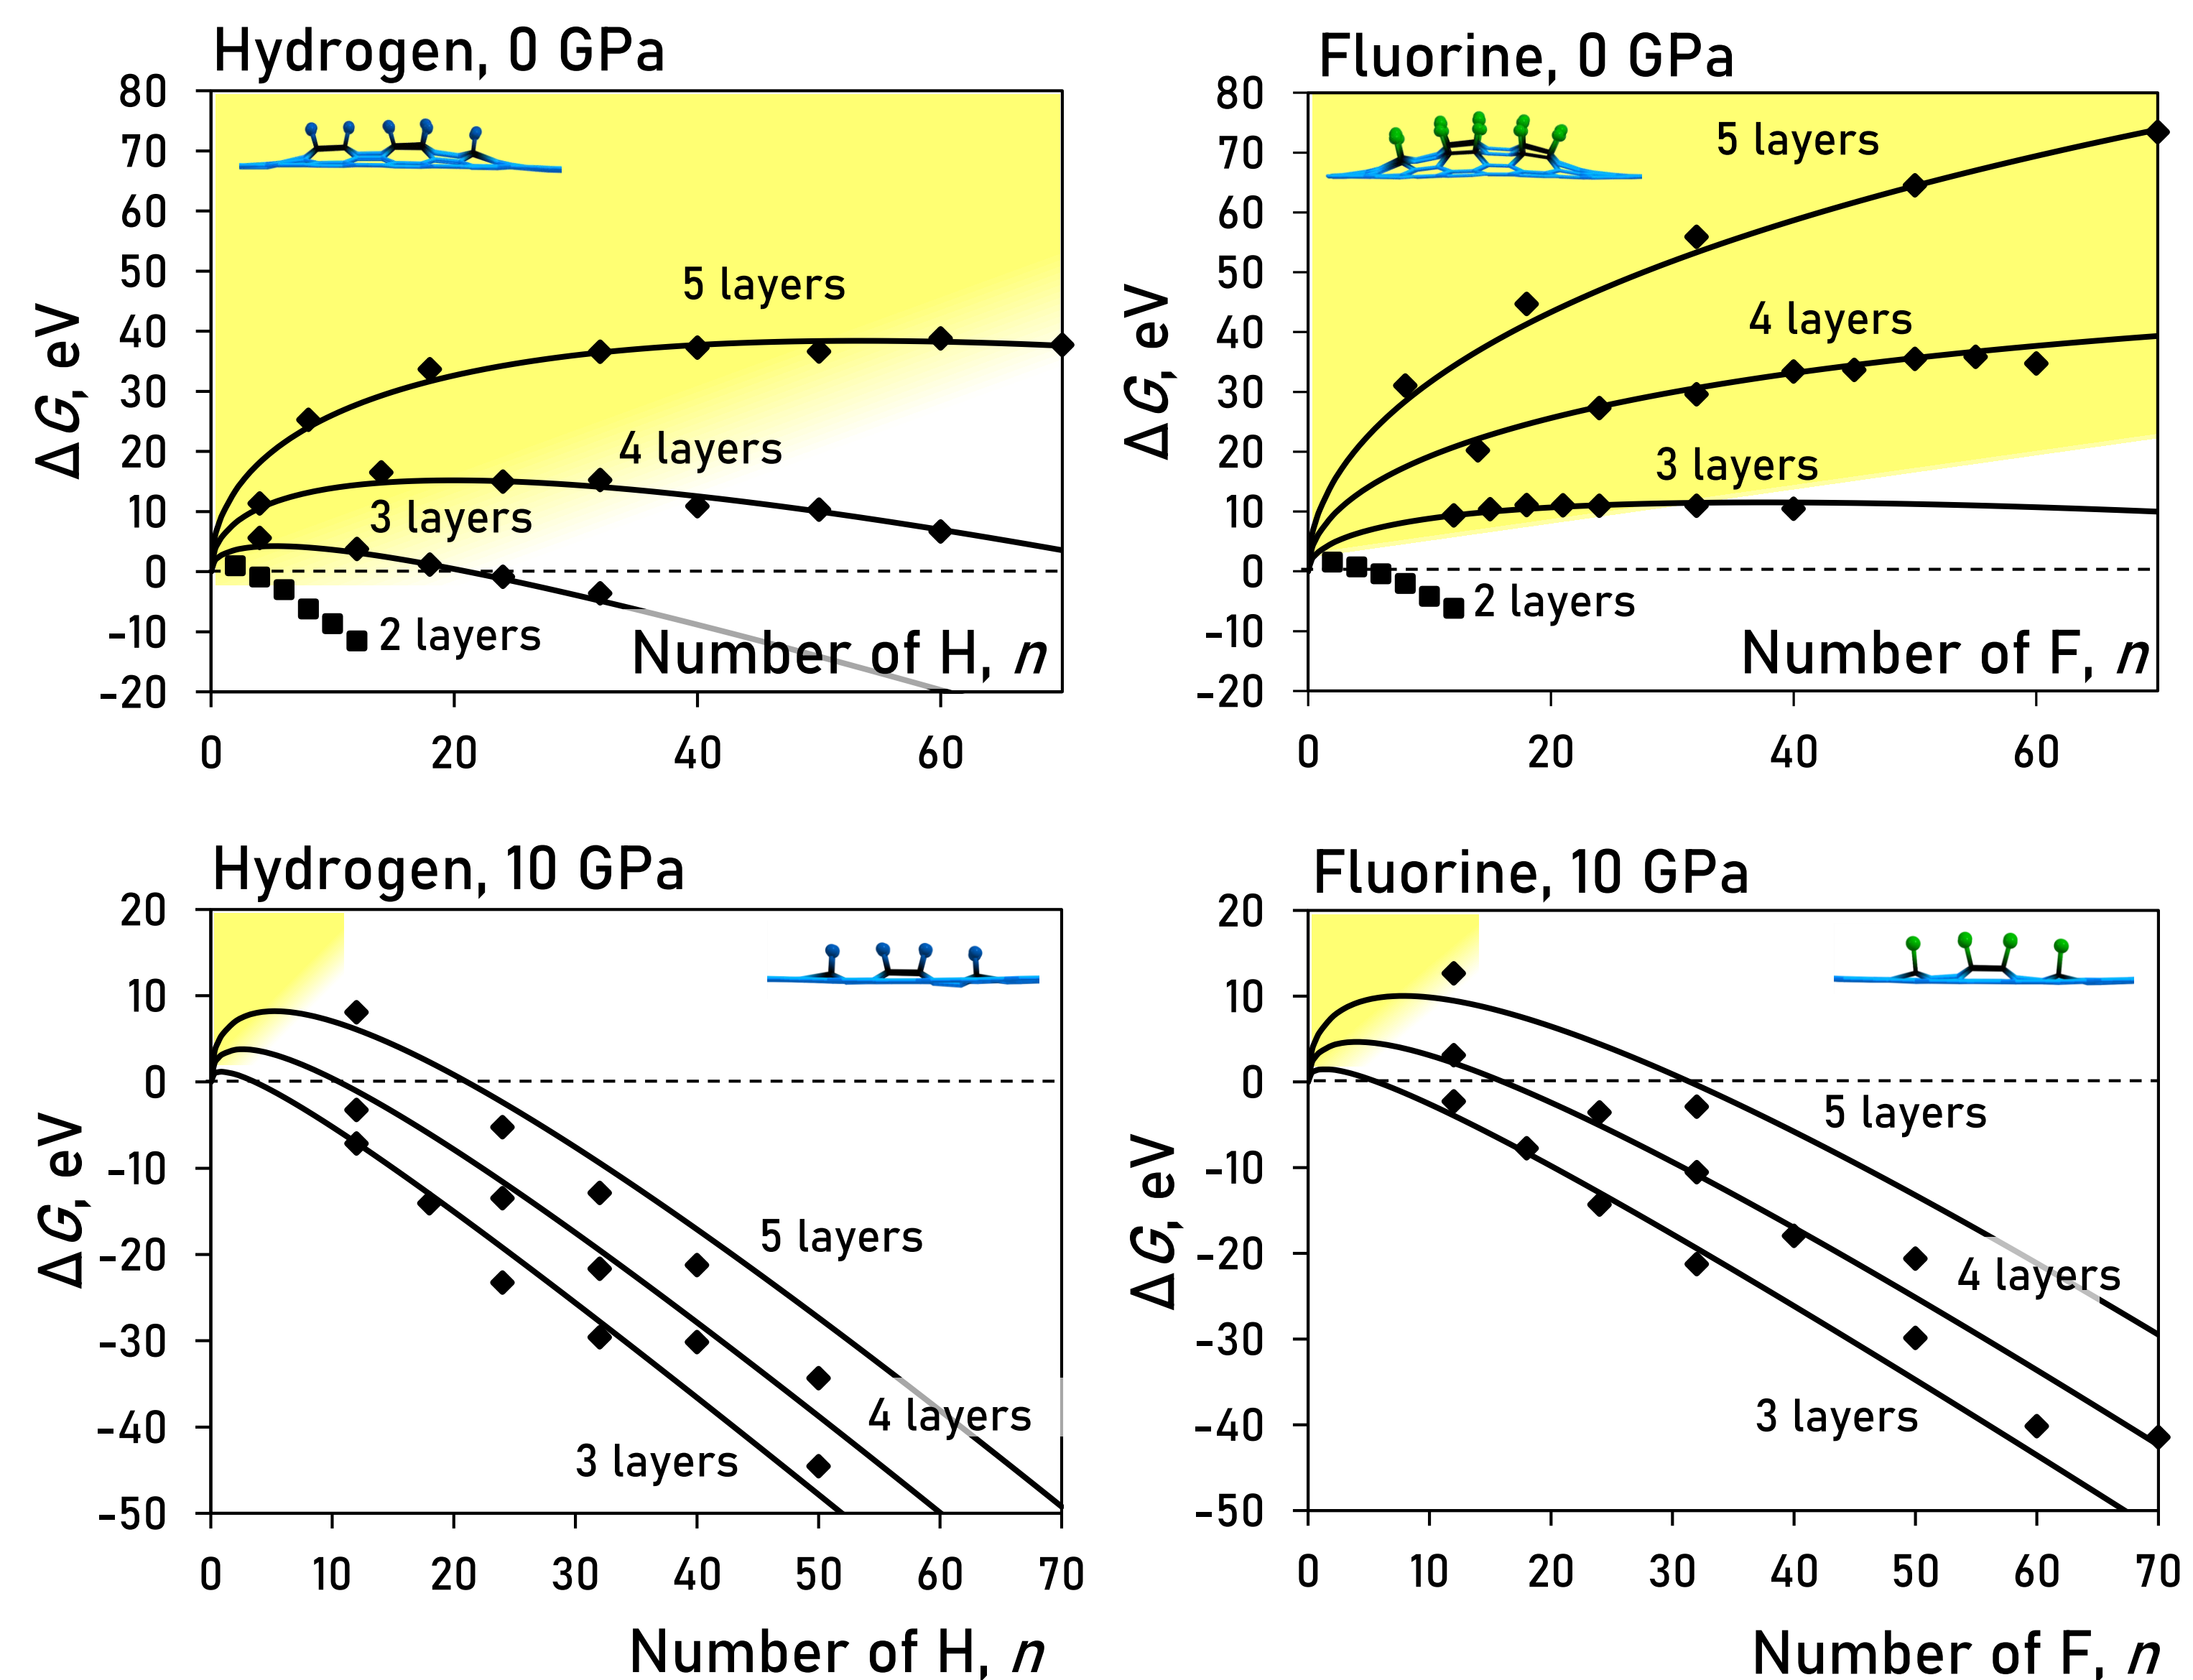 Hydrogen, 0 GPa
80
70
60
50
40
30
20
10
0
-10
-20
ΔG, eV
5 layers
4 layers
3 layers
2 layers
Number of H, n
0 20 40 60
Fluorine, 0 GPa
80
70
60
50
40
30
20
10
0
-10
-20
ΔG, eV
5 layers
4 layers
3 layers
2 layers
Number of F, n
0 20 40 60
Hydrogen, 10 GPa
20
10
0
-10
-20
-30
-40
-50
ΔG, eV
5 layers
4 layers
3 layers
0 10 20 30 40 50 60 70
Number of H, n
Fluorine, 10 GPa
20
10
0
-10
-20
-30
-40
-50
ΔG, eV
5 layers
4 layers
3 layers
0 10 20 30 40 50 60 70
Number of F, n